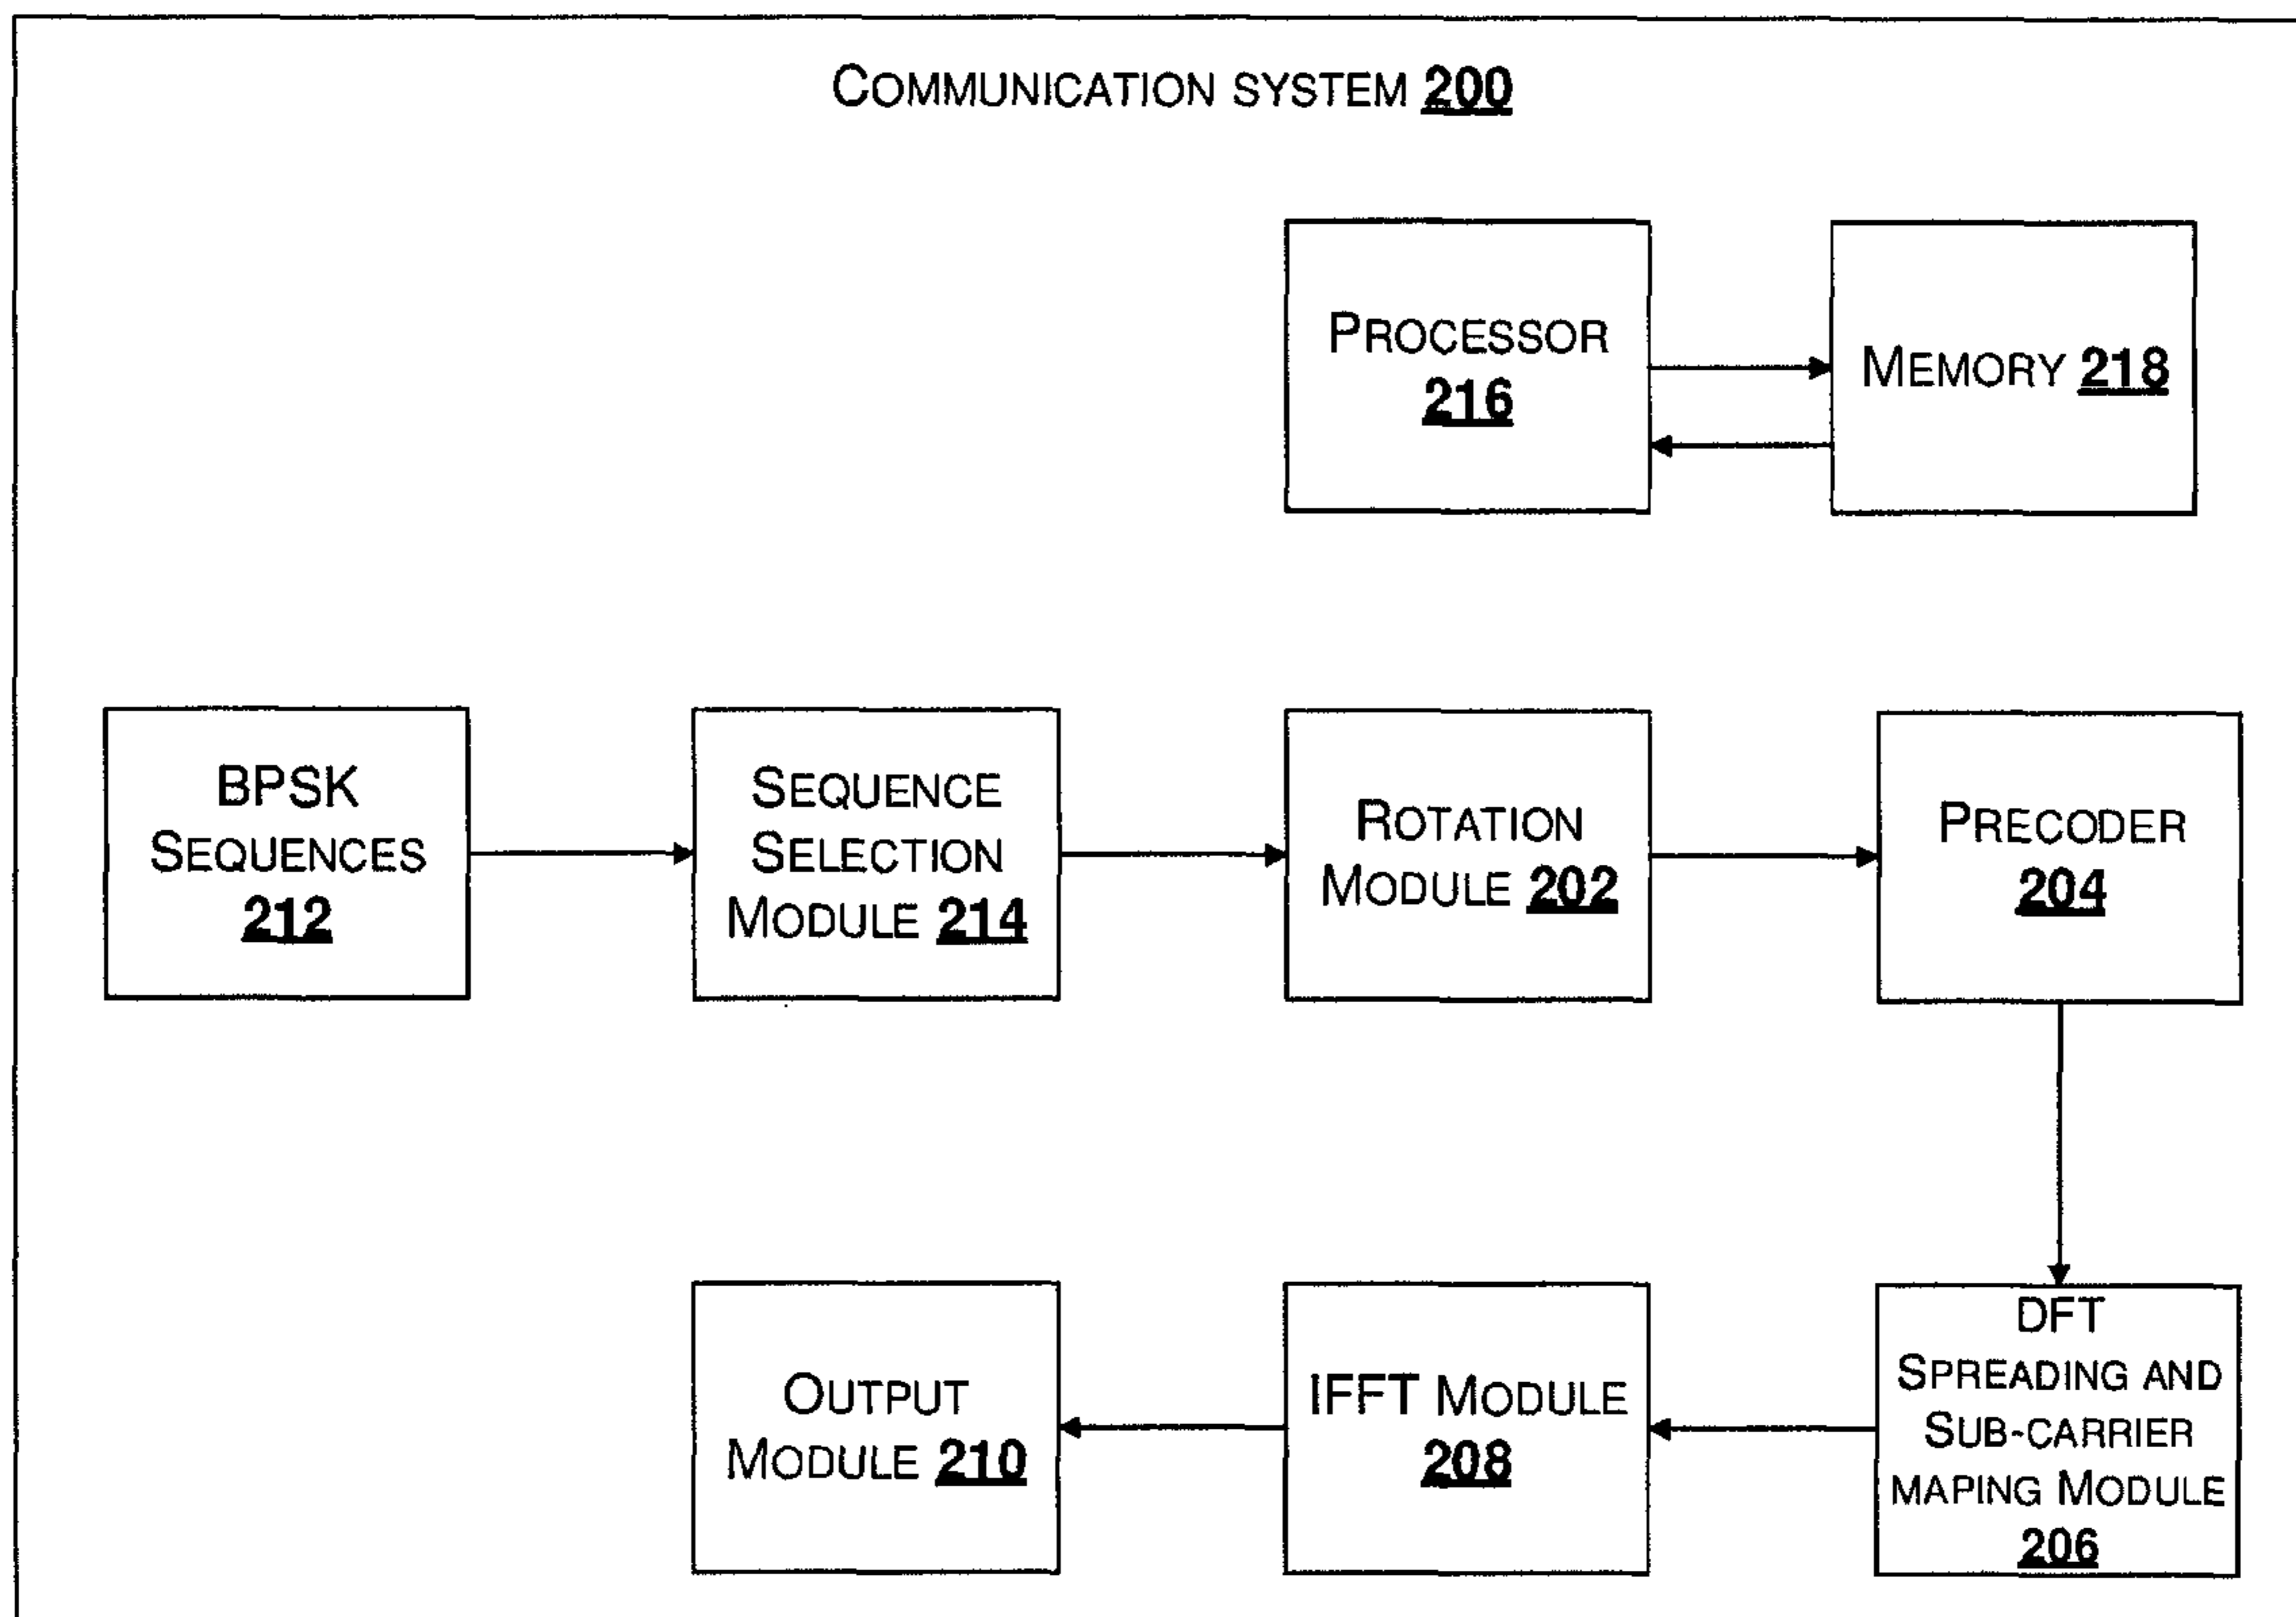 COMMUNICATION SYSTEM 200
PROCESSOR
216
MEMORY 218
BPSK
SEQUENCES
212
SEQUENCE
SELECTION
MODULE 214
ROTATION
MODULE 202
PRECODER
204
OUTPUT
MODULE 210
IFFT MODULE
208
DFT
SPREADING AND
SUB-CARRIER
MAPING MODULE
206